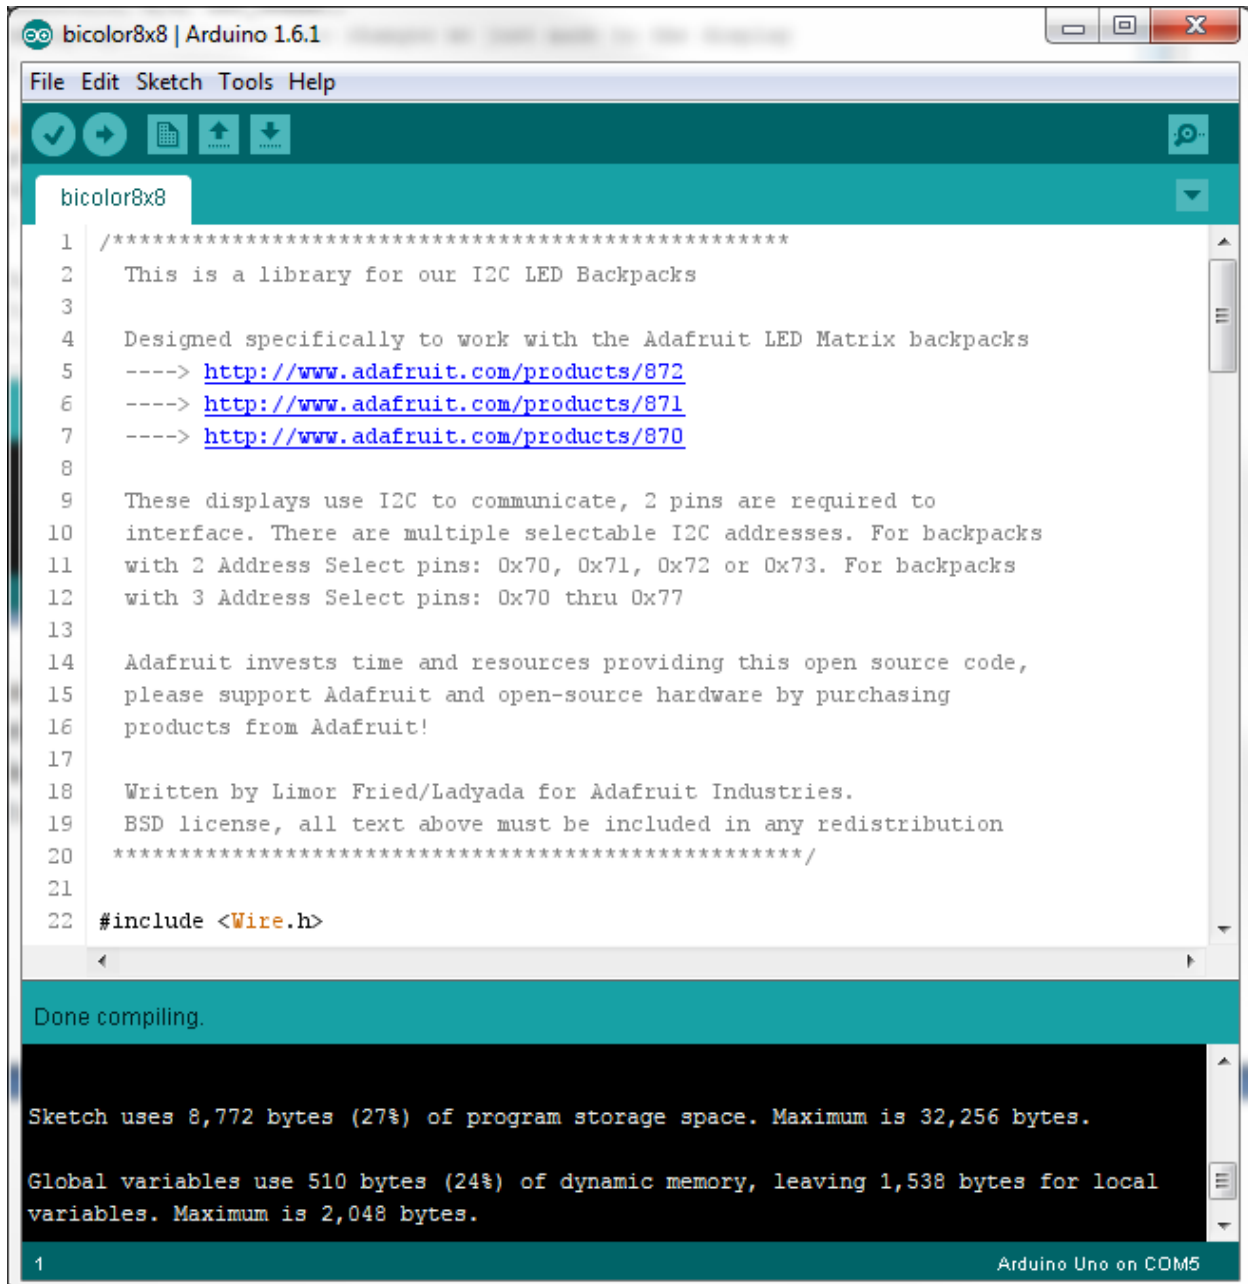 bicolor8x8 | Arduino 1.6.1
File Edit Sketch Tools Help
bicolor8x8
1 /***************************************************
2 This is a library for our I2C LED Backpacks
3
4 Designed specifically to work with the Adafruit LED Matrix backpacks
5 ----> http://www.adafruit.com/products/872
6 ----> http://www.adafruit.com/products/871
7 ----> http://www.adafruit.com/products/870
8
9 These displays use I2C to communicate, 2 pins are required to
10 interface. There are multiple selectable I2C addresses. For backpacks
11 with 2 Address Select pins: 0x70, 0x71, 0x72 or 0x73. For backpacks
12 with 3 Address Select pins: 0x70 thru 0x77
13
14 Adafruit invests time and resources providing this open source code,
15 please support Adafruit and open-source hardware by purchasing
16 products from Adafruit!
17
18 Written by Limor Fried/Ladyada for Adafruit Industries.
19 BSD license, all text above must be included in any redistribution
20 ****************************************************/
21
22 #include <Wire.h>
Done compiling.
Sketch uses 8,772 bytes (27%) of program storage space. Maximum is 32,256 bytes.
Global variables use 510 bytes (24%) of dynamic memory, leaving 1,538 bytes for local
variables. Maximum is 2,048 bytes.
1 Arduino Uno on COM5